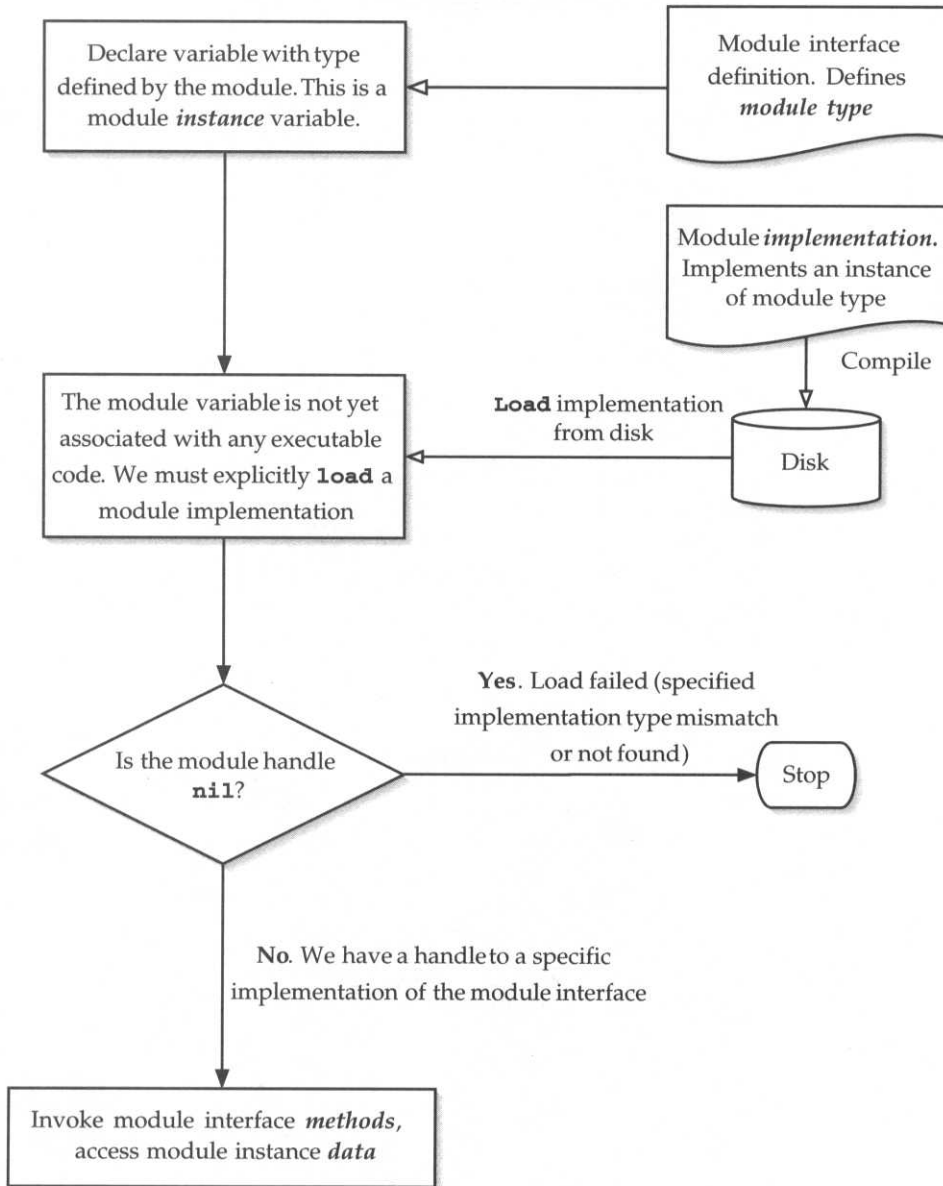 Declare variable with type
defined by the module. This is a
module instance variable.
Module interface
definition. Defines
module type
Module implementation.
Implements an instance
of module type
Compile
The module variable is not yet
associated with any executable
code. We must explicitly load a
module implementation
Load implementation
from disk
Disk
Is the module handle
nil?
Yes. Load failed (specified
implementation type mismatch
or not found)
Stop
No. We have a handle to a specific
implementation of the module interface
Invoke module interface methods,
access module instance data